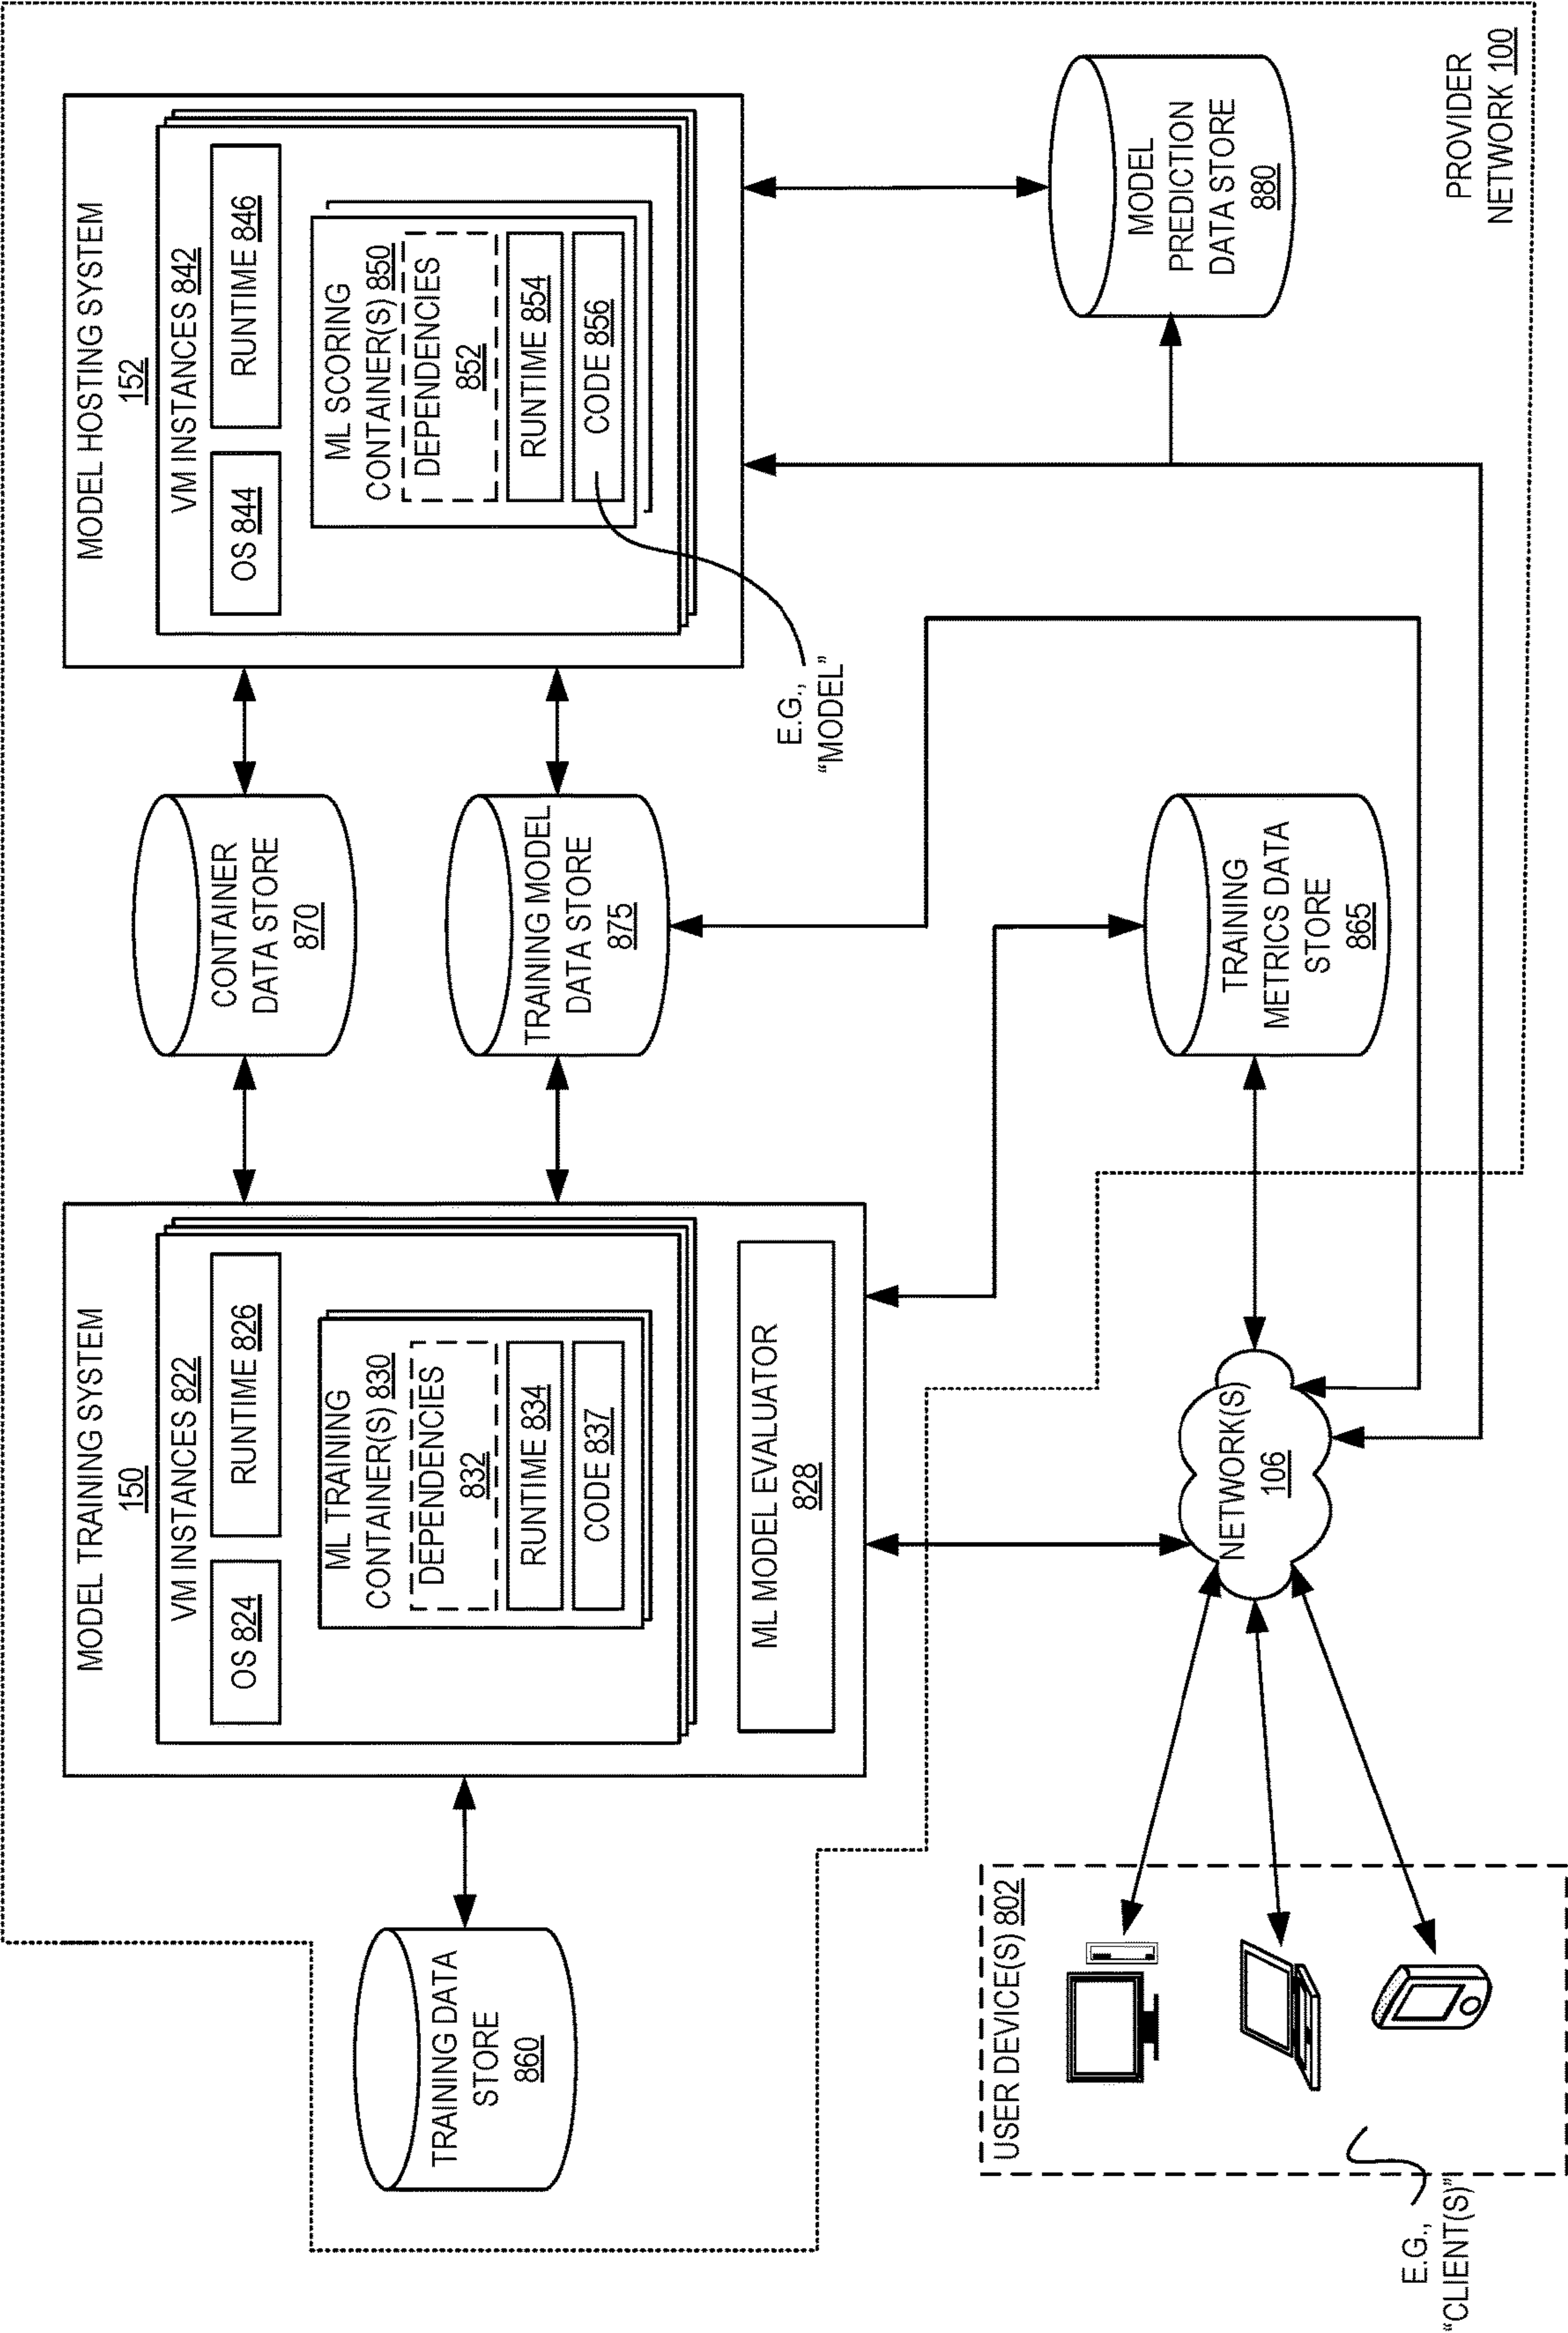 MODEL TRAINING SYSTEM
150
VM INSTANCES 822
OS 824
RUNTIME 826
ML TRAINING
CONTAINER(S) 830
DEPENDENCIES
832
RUNTIME 834
CODE 837
ML MODEL EVALUATOR
828
TRAINING DATA
STORE
860
CONTAINER
DATA STORE
870
TRAINING MODEL
DATA STORE
875
MODEL HOSTING SYSTEM
152
VM INSTANCES 842
OS 844
RUNTIME 846
ML SCORING
CONTAINER(S) 850
DEPENDENCIES
852
RUNTIME 854
CODE 856
E.G.,
“MODEL”
USER DEVICE(S) 802
E.G.,
“CLIENT(S)”
NETWORK(S)
106
TRAINING
METRICS DATA
STORE
865
MODEL
PREDICTION
DATA STORE
880
PROVIDER
NETWORK 100